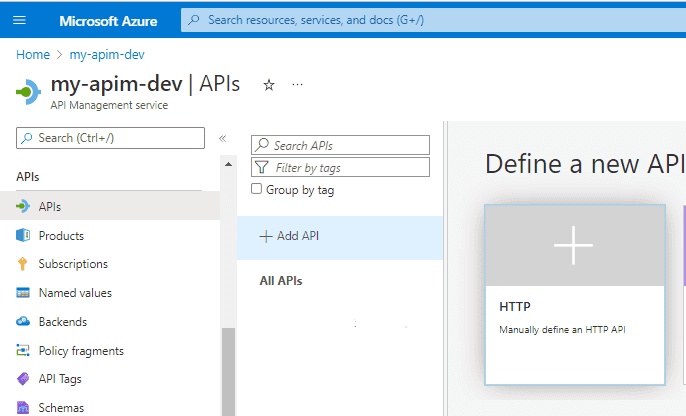 Microsoft Azure
Search resources, services, and docs (G+/)
Home > my-apim-dev
my-apim-dev | APIs
API Management service
Search (Ctrl+/)
«
APIs
APIs
Products
Subscriptions
Named values
Backends
Policy fragments
API Tags
Schemas
Search APIs
Filter by tags
Group by tag
+ Add API
All APIs
Define a new API
HTTP
Manually define an HTTP API